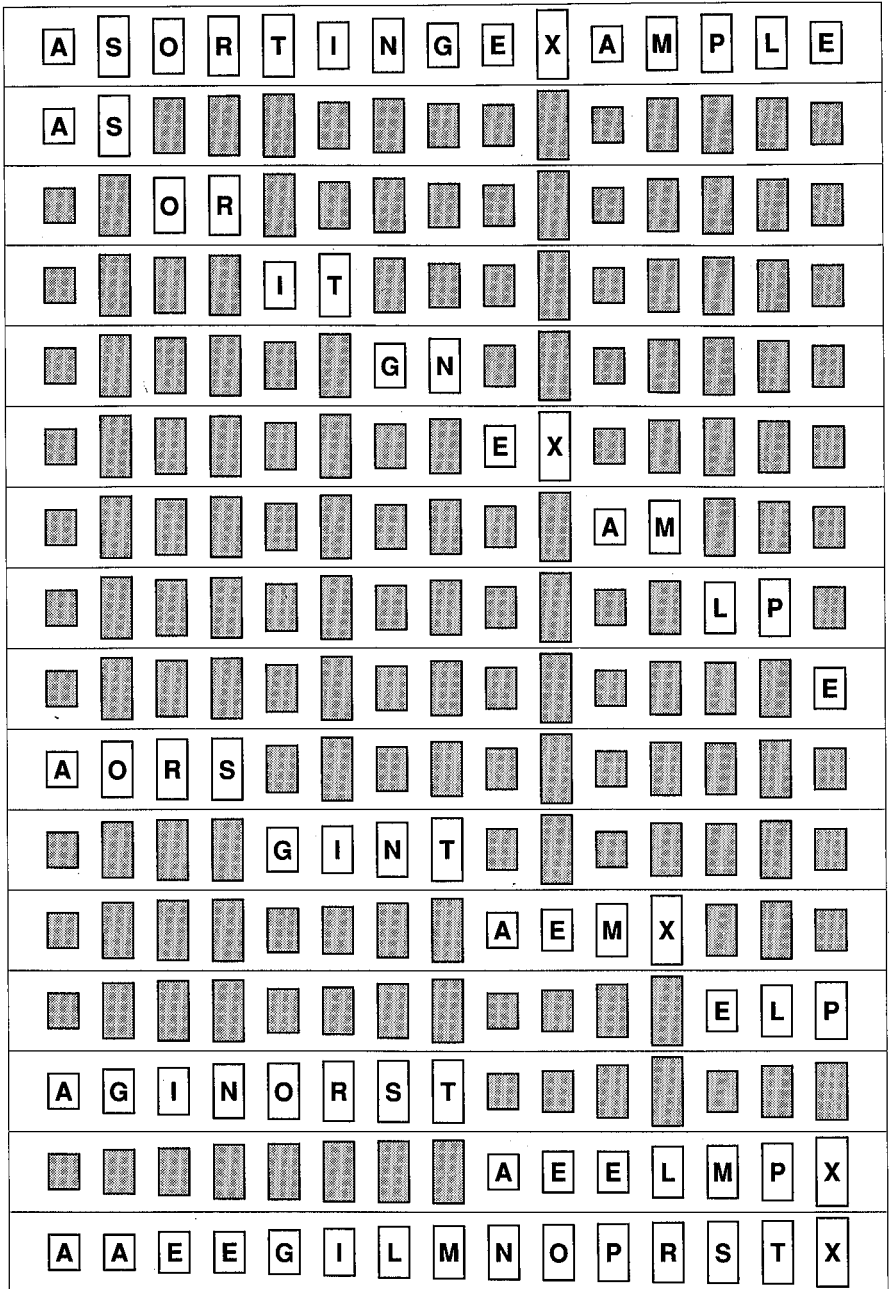 A S O R T I N G E X A M P L E
A S
O R
I T
G N
E X
A M
L P
E
A O R S
G I N T
A E M X
E L P
A G I N O R S T
A E E L M P X
A A E E G I L M N O P R S T X